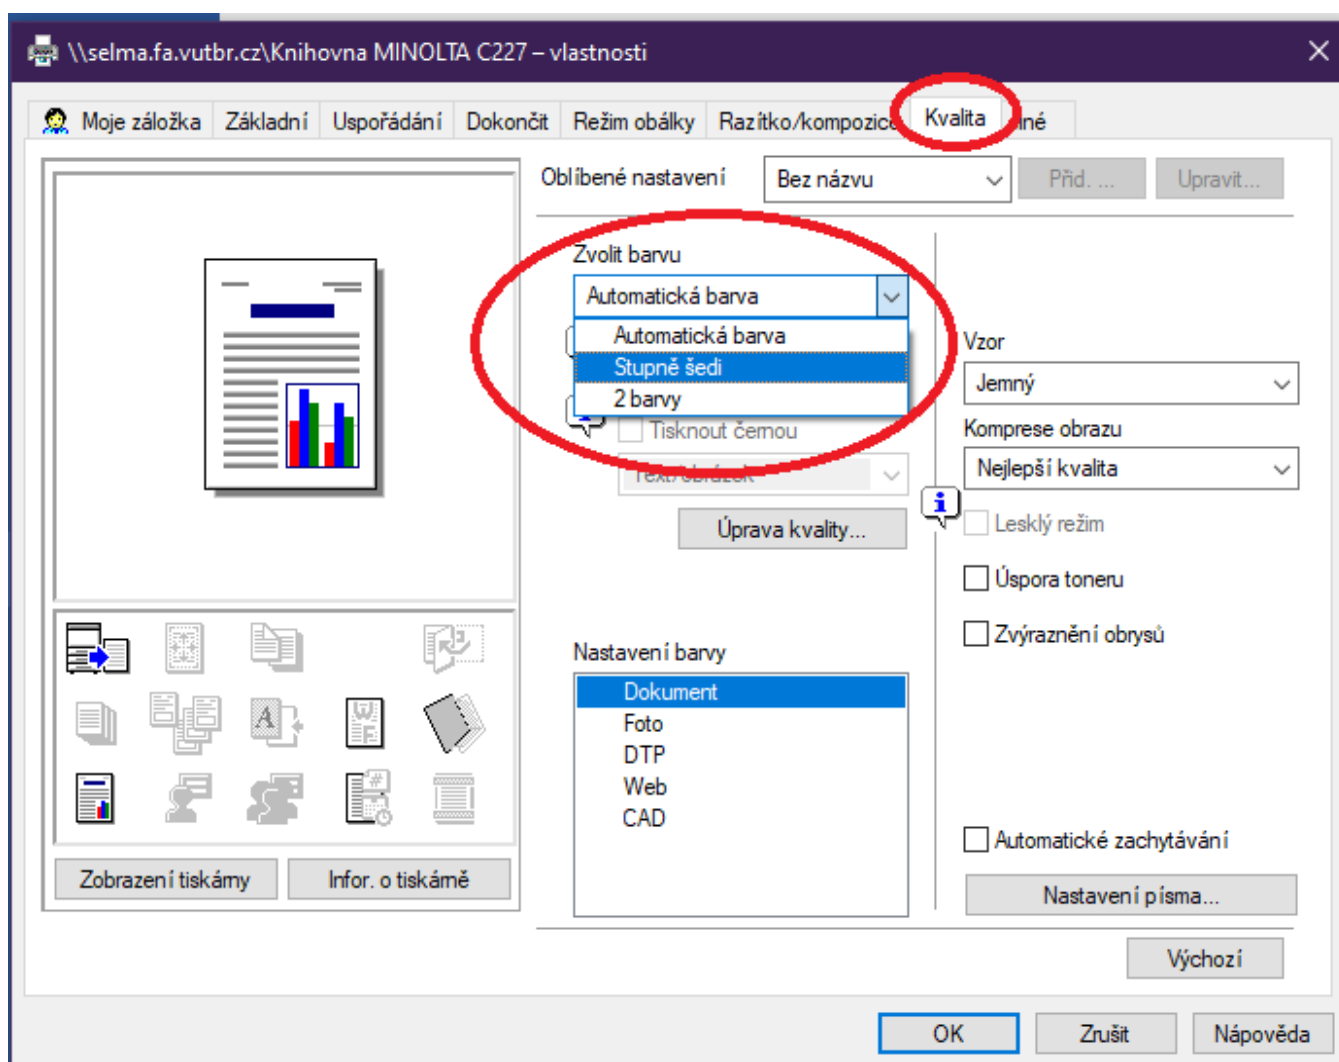 \\selma.fa.vutbr.cz\Knihovna MINOLTA C227 – vlastnosti
Moje záložka Základní Uspořádání Dokončit Režim obálky Razítko/kompozice Kvalita
Oblíbené nastavení Bez názvu Přid. ... Upravit...
Zvolit barvu
Automatická barva
Automatická barva
Stupně šedi
2 barvy
Tisknout černou
Text/obrázek
Úprava kvality...
Nastavení barvy
Dokument
Foto
DTP
Web
CAD
Vzor
Jemný
Komprese obrazu
Nejlepší kvalita
Lesklý režim
Úspora toneru
Zvýraznění obrysů
Automatické zachytávání
Nastavení písma...
Zobrazení tiskárny Infor. o tiskárně
Výchozí
OK Zrušit Nápověda